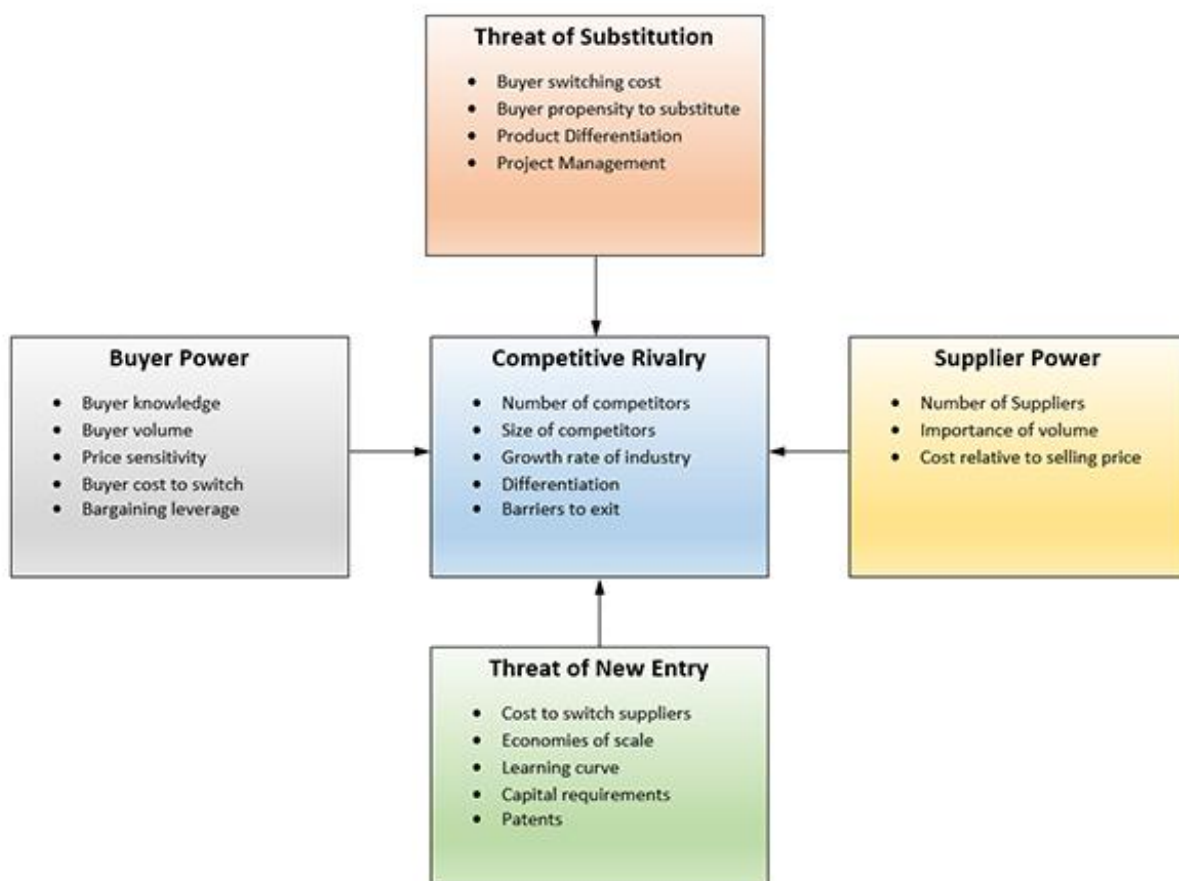 Threat of Substitution
• Buyer switching cost
• Buyer propensity to substitute
• Product Differentiation
• Project Management
Buyer Power
• Buyer knowledge
• Buyer volume
• Price sensitivity
• Buyer cost to switch
• Bargaining leverage
Competitive Rivalry
• Number of competitors
• Size of competitors
• Growth rate of industry
• Differentiation
• Barriers to exit
Supplier Power
• Number of Suppliers
• Importance of volume
• Cost relative to selling price
Threat of New Entry
• Cost to switch suppliers
• Economies of scale
• Learning curve
• Capital requirements
• Patents